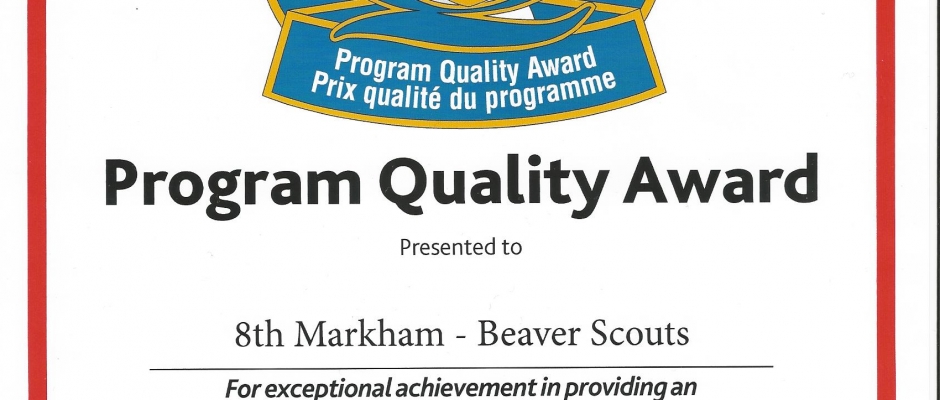 Program Quality Award
Prix qualité du programme
Program Quality Award
Presented to
8th Markham - Beaver Scouts
For exceptional achievement in providing an